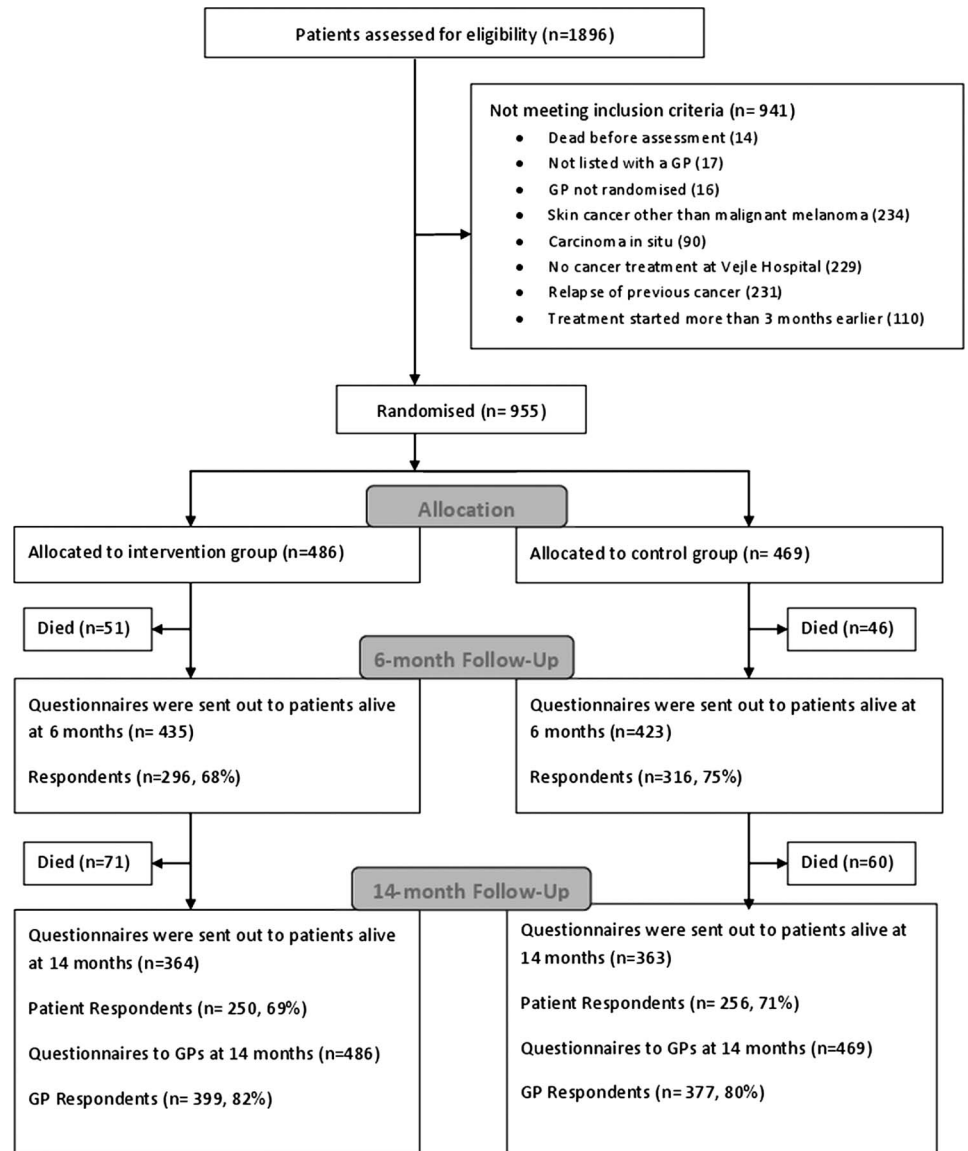 Patients assessed for eligibility (n=1896)
Not meeting inclusion criteria (n= 941)
• Dead before assessment (14)
• Not listed with a GP (17)
• GP not randomised (16)
• Skin cancer other than malignant melanoma (234)
• Carcinoma in situ (90)
• No cancer treatment at Vejle Hospital (229)
• Relapse of previous cancer (231)
• Treatment started more than 3 months earlier (110)
Randomised (n= 955)
Allocation
Allocated to intervention group (n=486)
Allocated to control group (n= 469)
Died (n=51)
Died (n=46)
6-month Follow-Up
Questionnaires were sent out to patients alive
at 6 months (n= 435)
Respondents (n=296, 68%)
Questionnaires were sent out to patients alive at
6 months (n=423)
Respondents (n=316, 75%)
Died (n=71)
Died (n=60)
14-month Follow-Up
Questionnaires were sent out to patients alive
at 14 months (n=364)
Patient Respondents (n= 250, 69%)
Questionnaires to GPs at 14 months (n=486)
GP Respondents (n= 399, 82%)
Questionnaires were sent out to patients alive at
14 months (n=363)
Patient Respondents (n= 256, 71%)
Questionnaires to GPs at 14 months (n=469)
GP Respondents (n= 377, 80%)